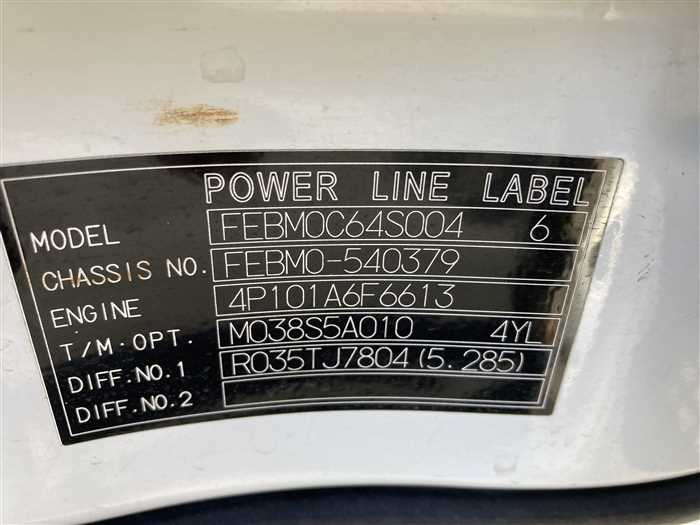 POWER LINE LABEL
MODEL FEBM0C64S004 6
CHASSIS NO. FEBM0-540379
ENGINE 4P101A6F6613
T/M·OPT. M038S5A010 4YL
DIFF.NO.1 R035TJ7804(5.285)
DIFF.NO.2